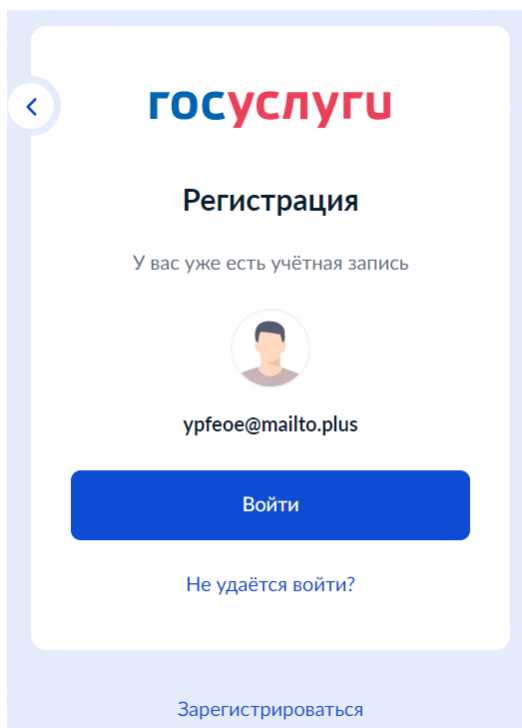 госуслуги
Регистрация
У вас уже есть учётная запись
ypfeoe@mailto.plus
Войти
Не удаётся войти?
Зарегистрироваться